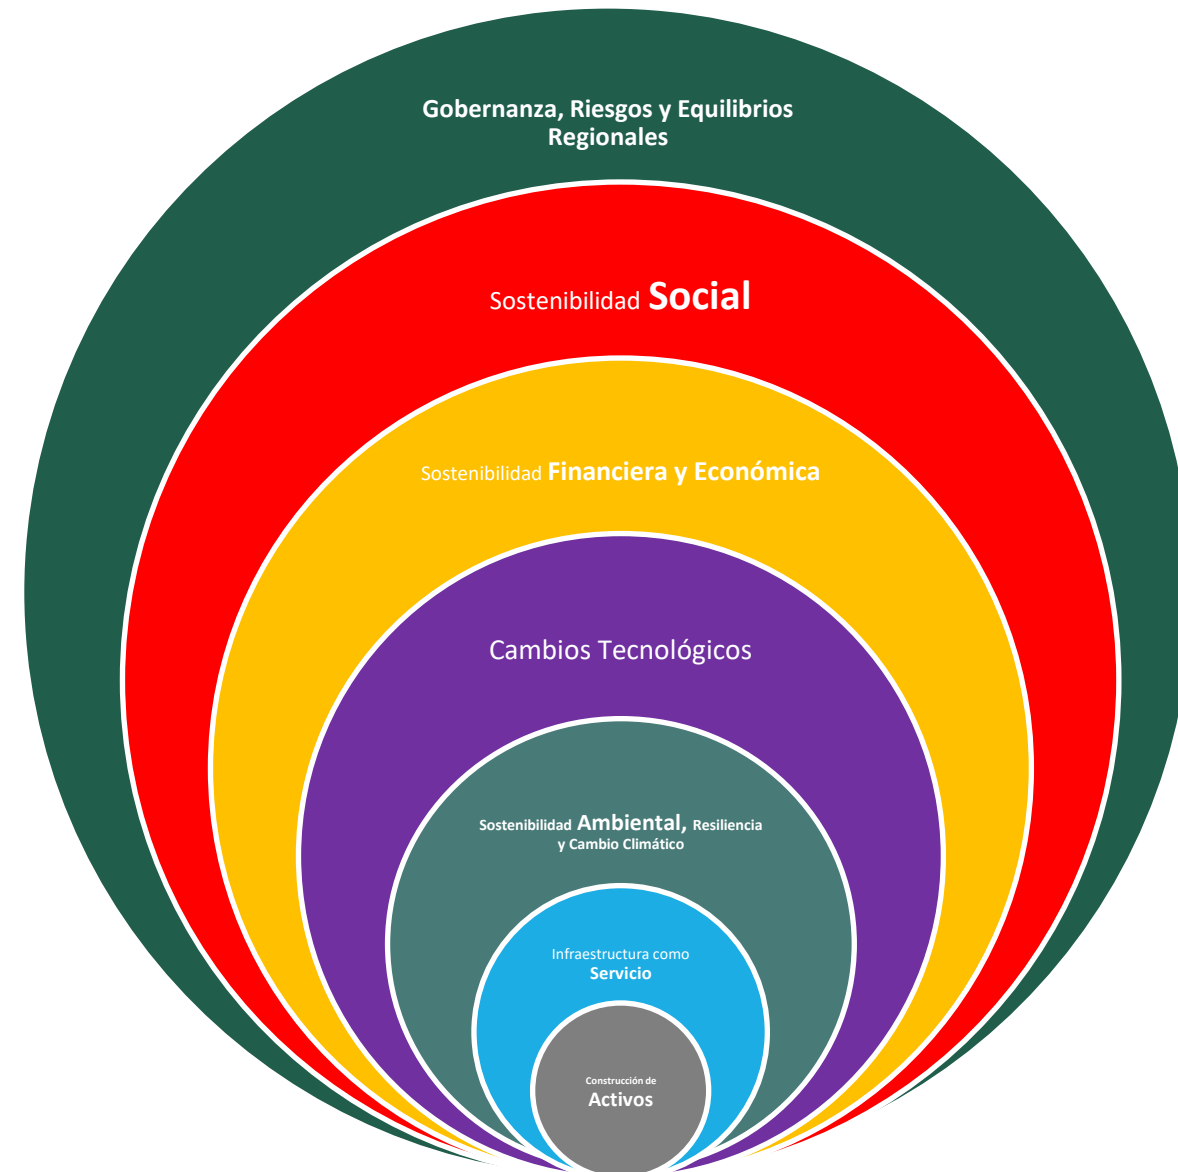 Gobernanza, Riesgos y Equilibrios
Regionales
Sostenibilidad Social
Sostenibilidad Financiera y Económica
Cambios Tecnológicos
Sostenibilidad Ambiental, Resiliencia
y Cambio Climático
Infraestructura como
Servicio
Construcción de
Activos